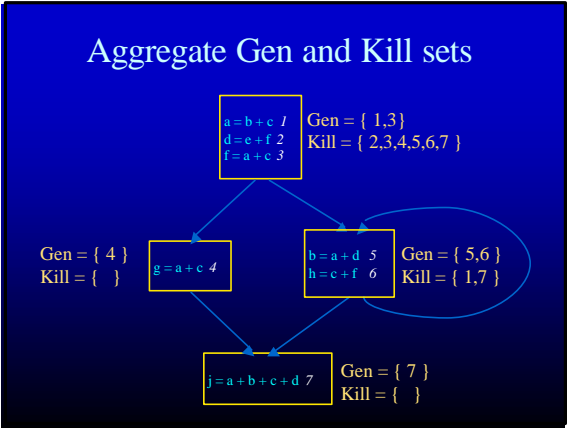 Aggregate Gen and Kill sets
a = b + c 1
d = e + f 2
f = a + c 3
Gen = { 1,3}
Kill = { 2,3,4,5,6,7 }
Gen = { 4 }
Kill = { }
g = a + c 4
b = a + d 5
h = c + f 6
Gen = { 5,6 }
Kill = { 1,7 }
j = a + b + c + d 7
Gen = { 7 }
Kill = { }